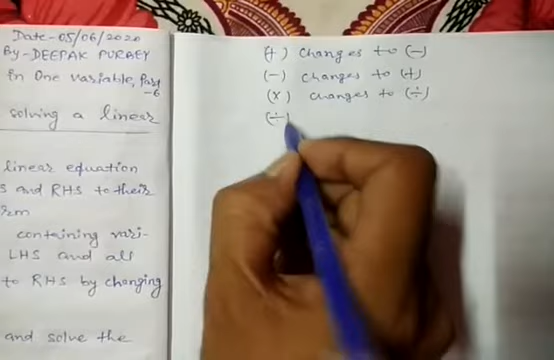 Date-05/06/2020
By-DEEPAK PURBEY
in One variable, Part
-6
solving a linear
linear equation
s and RHS to their
rm
containing vari-
LHS and all
to RHS by changing
and solve the
(+) changes to (-)
(-) changes to (+)
(x) changes to (÷)
(÷)